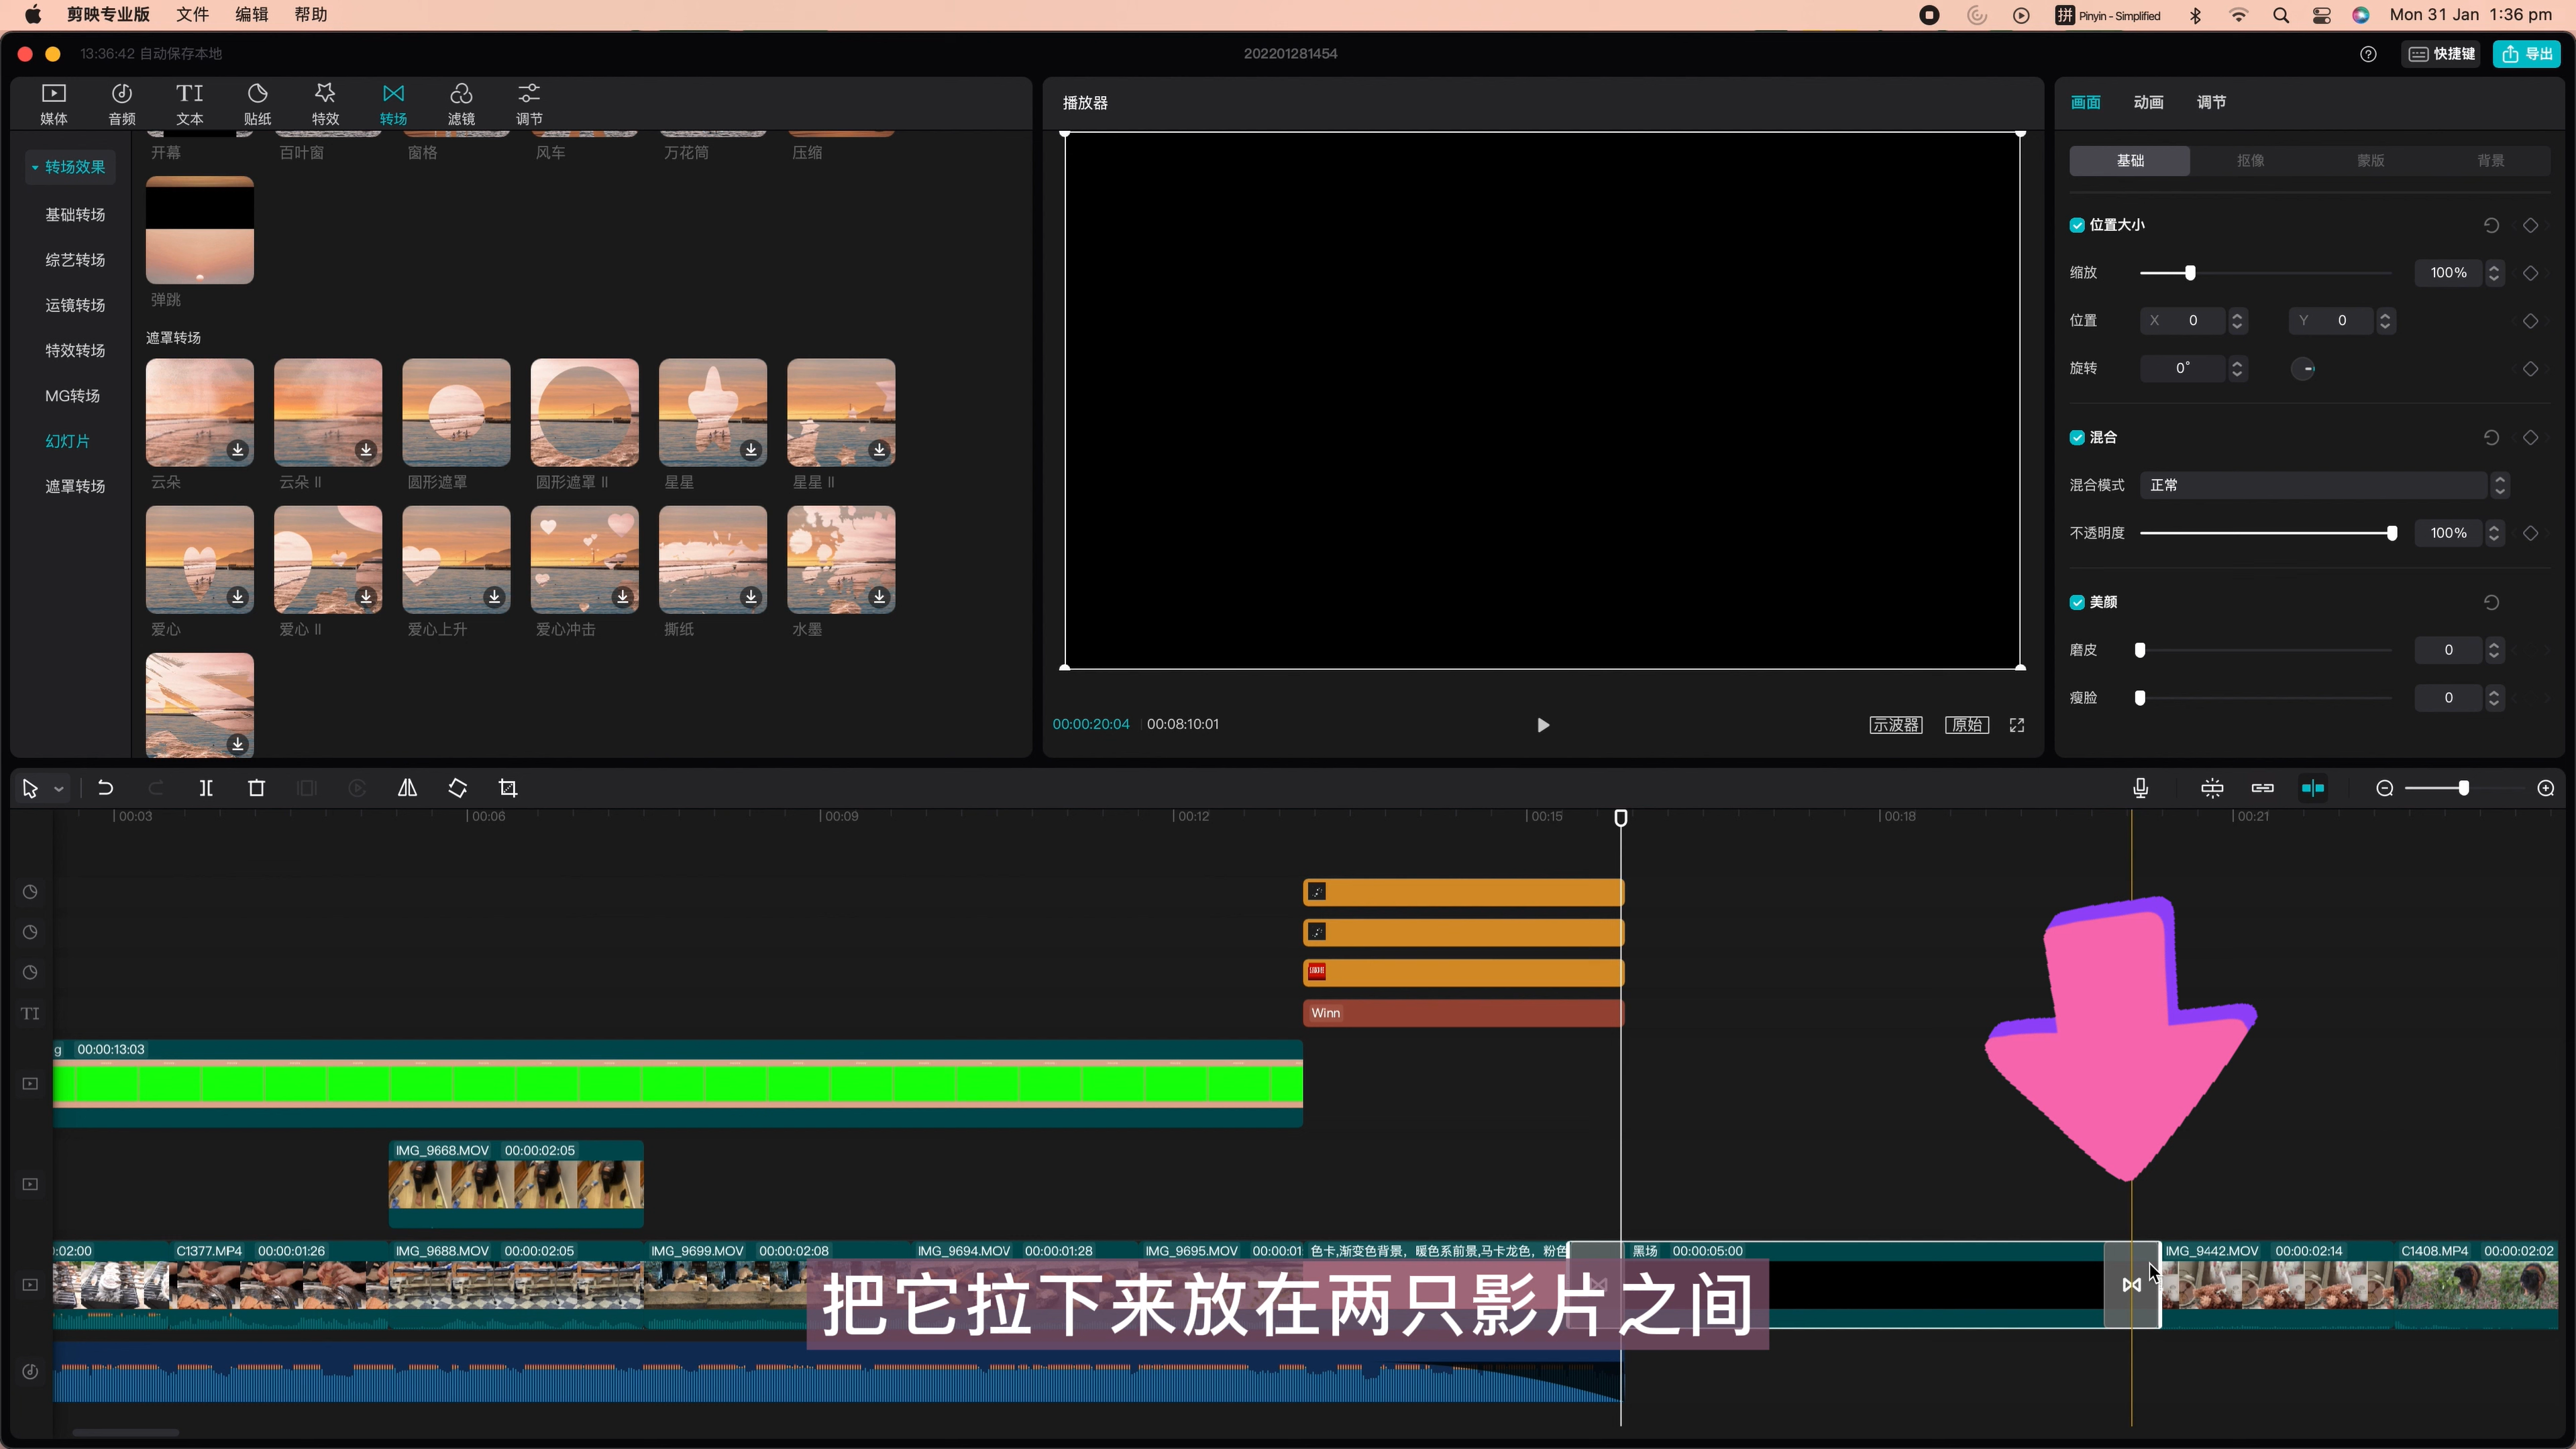 剪映专业版 文件 编辑 帮助
拼 Pinyin - Simplified Mon 31 Jan 1:36 pm
13:36:42 自动保存本地
202201281454
快捷键 导出
媒体 音频 文本 贴纸 特效 转场 滤镜 调节
播放器
画面 动画 调节
转场效果
基础转场
综艺转场
运镜转场
特效转场
MG转场
幻灯片
遮罩转场
开幕 百叶窗 窗格 风车 万花筒 压缩
弹跳
遮罩转场
云朵 云朵 II 圆形遮罩 圆形遮罩 II 星星 星星 II
爱心 爱心 II 爱心上升 爱心冲击 撕纸 水墨
00:00:20:04 00:08:10:01
示波器 原始
基础 抠像 蒙版 背景
位置大小
缩放 100%
位置 X 0 Y 0
旋转 0°
混合
混合模式 正常
不透明度 100%
美颜
磨皮 0
瘦脸 0
00:03 00:06 00:09 00:12 00:15 00:18 00:21
TI Winn
g 00:00:13:03
IMG_9668.MOV 00:00:02:05
:02:00 C1377.MP4 00:00:01:26 IMG_9688.MOV 00:00:02:05 IMG_9699.MOV 00:00:02:08 IMG_9694.MOV 00:00:01:28 IMG_9695.MOV 00:00:01 色卡,渐变色背景，暖色系前景,马卡龙色，粉色 黑场 00:00:05:00 IMG_9442.MOV 00:00:02:14 C1408.MP4 00:00:02:02
把它拉下来放在两只影片之间